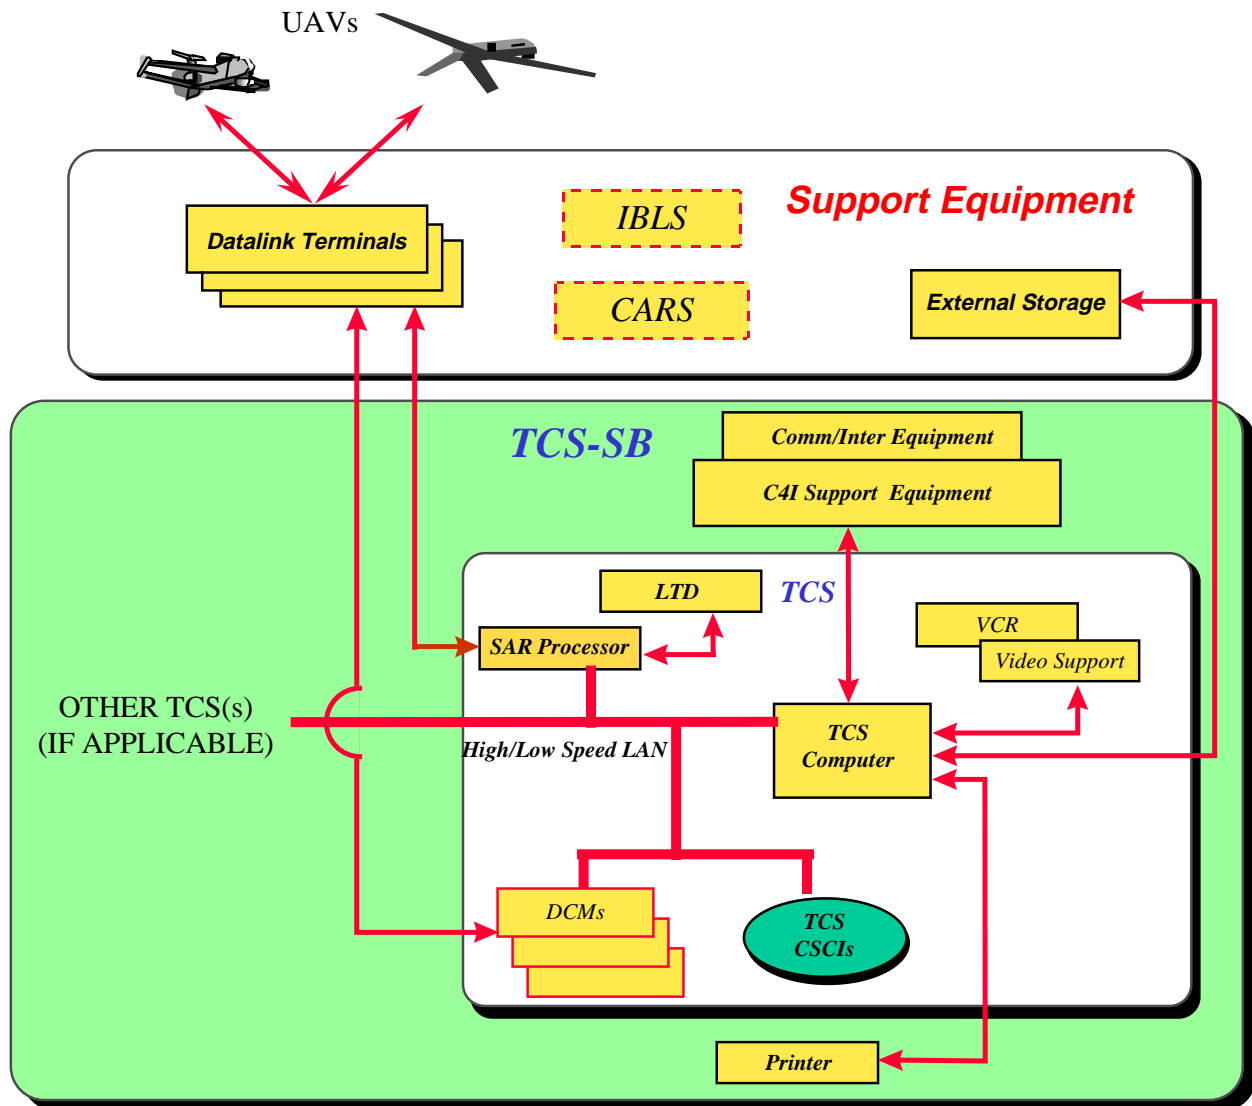 UAVs
Support Equipment
IBLS
Datalink Terminals
CARS
External Storage
TCS-SB
Comm/Inter Equipment
C4I Support Equipment
LTD
TCS
SAR Processor
VCR
Video Support
OTHER TCS(s)
(IF APPLICABLE)
High/Low Speed LAN
TCS
Computer
DCMs
TCS
CSCIs
Printer